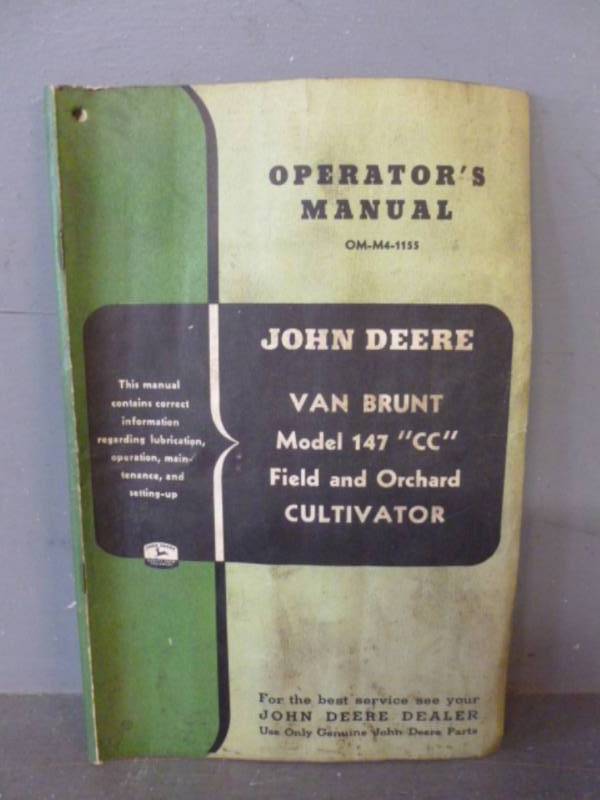 OPERATOR'S
MANUAL
OM-M4-1155
JOHN DEERE
VAN BRUNT
Model 147 "CC"
Field and Orchard
CULTIVATOR
This manual
contains correct
information
regarding lubrication,
operation, main-
tenance, and
setting-up
JOHN DEERE
For the best service see your
JOHN DEERE DEALER
Use Only Genuine John Deere Parts